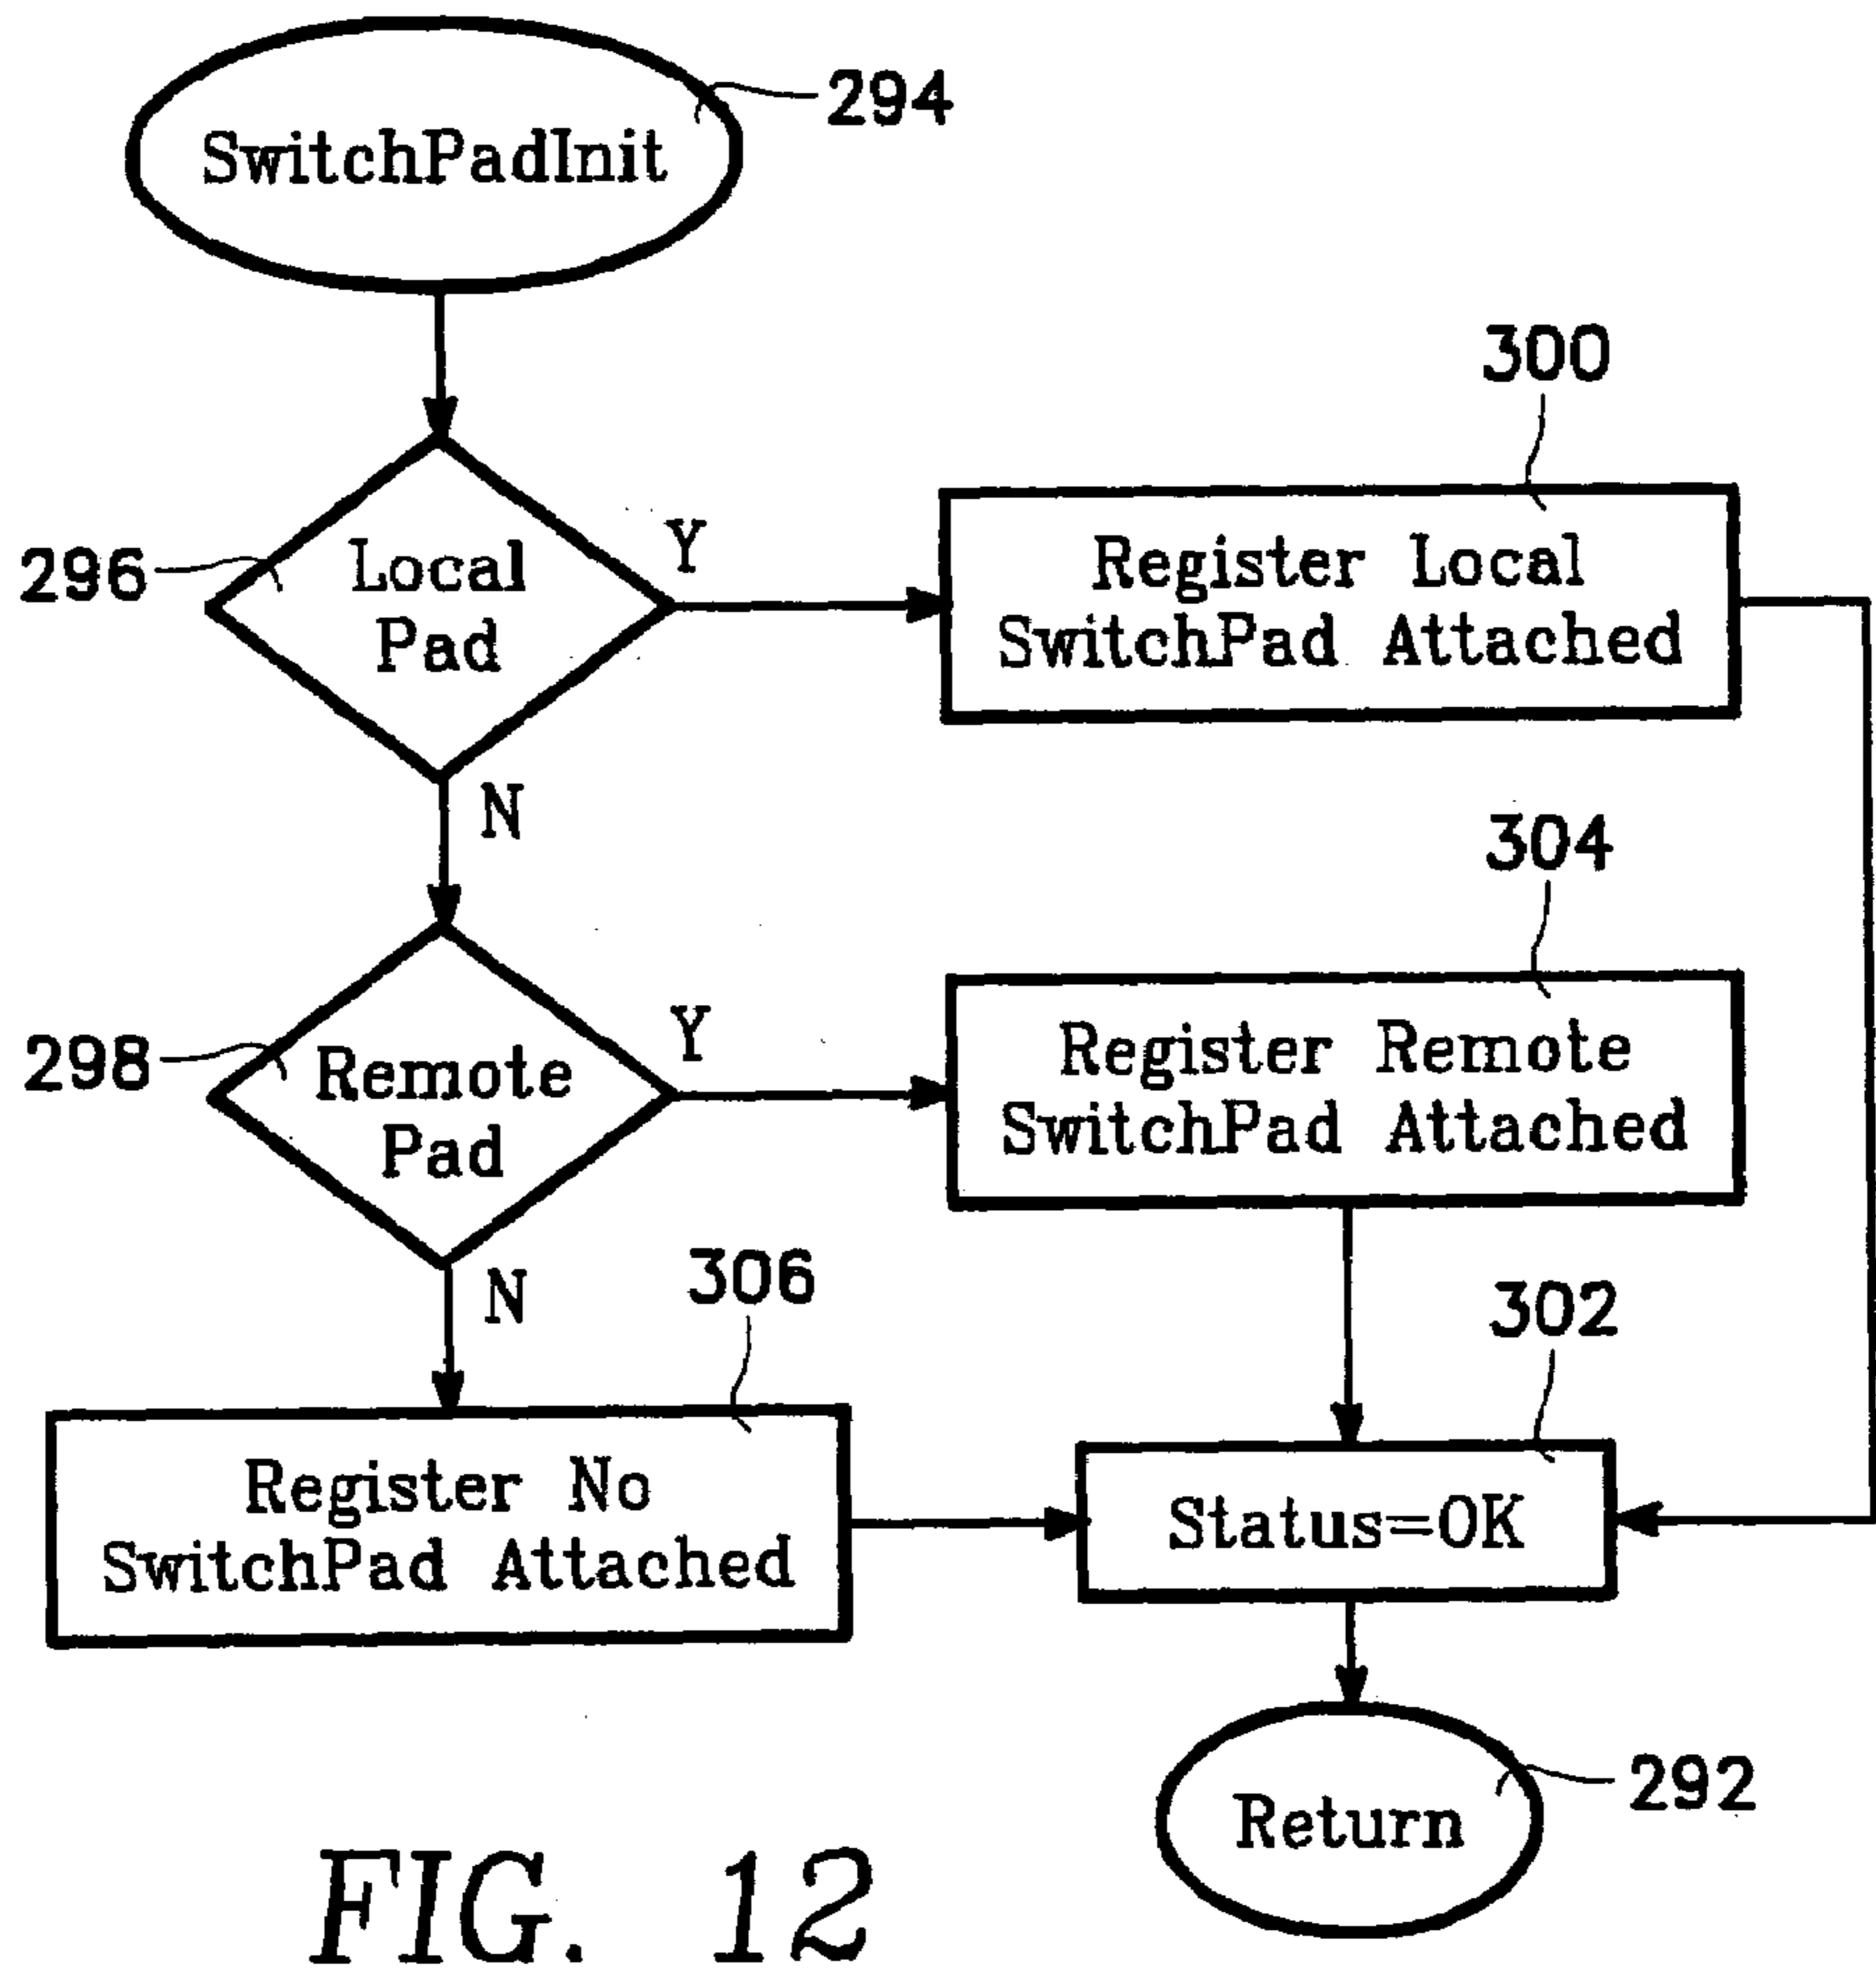 294
SwitchPadInit
300
296
Local
Pad
Y
Register Local
SwitchPad Attached
N
304
298
Remote
Pad
Y
Register Remote
SwitchPad Attached
N
306
302
Register No
SwitchPad Attached
Status=OK
292
Return
FIG. 12